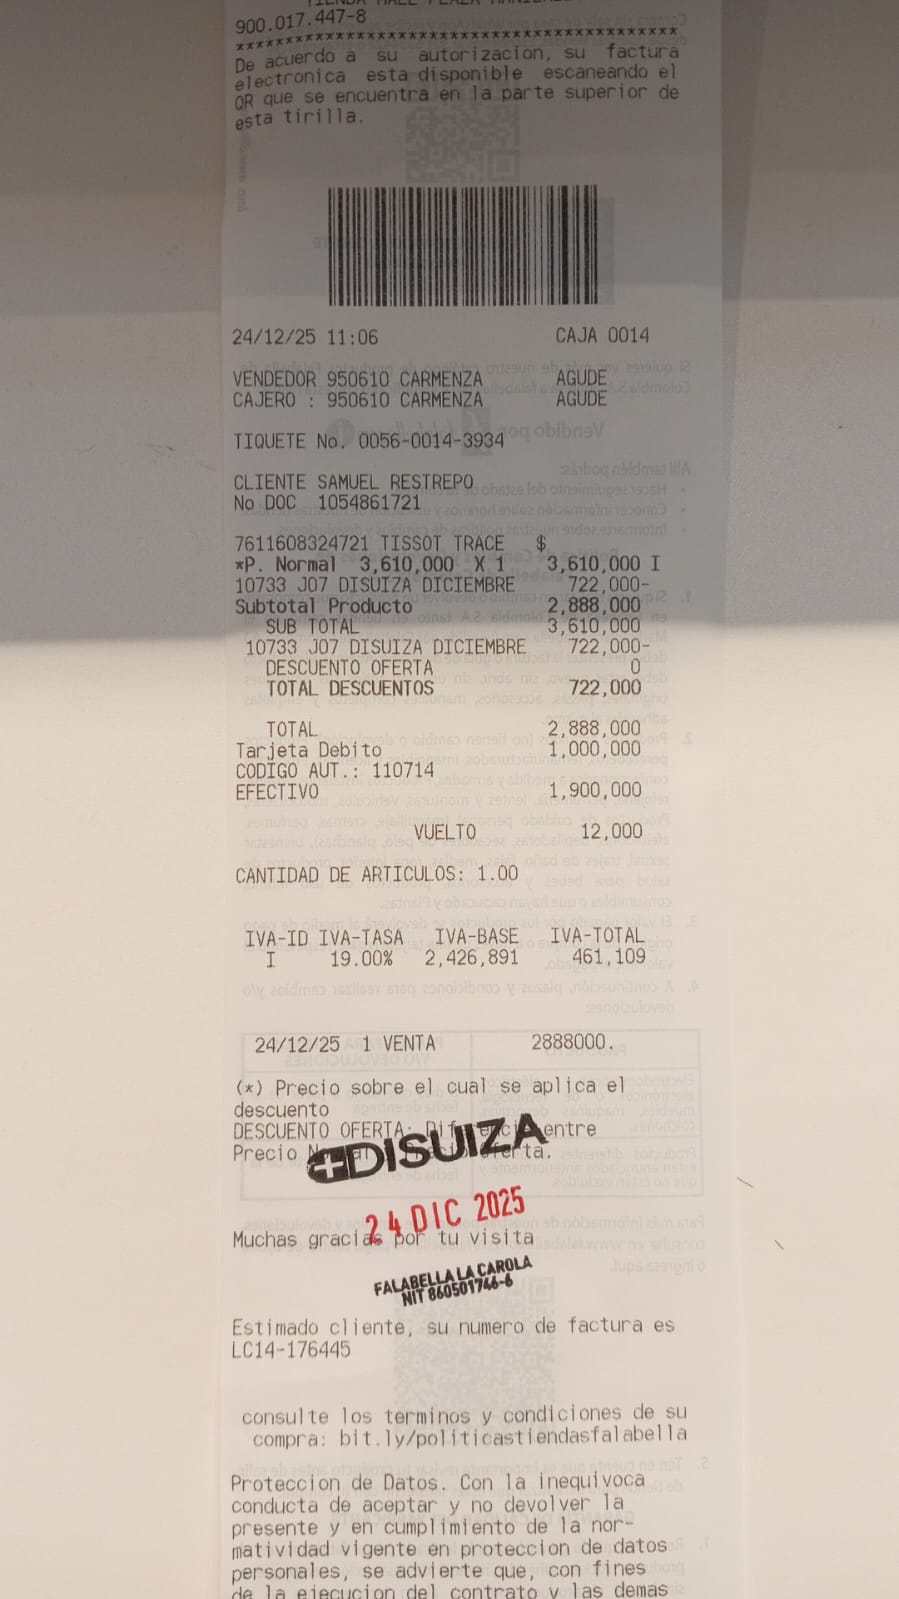 900.017.447-8
*******************************************
De acuerdo a su autorizacion, su factura
electronica esta disponible escaneando el
QR que se encuentra en la parte superior de
esta tirilla.
24/12/25 11:06 CAJA 0014
VENDEDOR 950610 CARMENZA AGUDE
CAJERO : 950610 CARMENZA AGUDE
TIQUETE No. 0056-0014-3934
CLIENTE SAMUEL RESTREPO
No DOC 1054861721
7611608324721 TISSOT TRACE $
*P. Normal 3,610,000 X 1 3,610,000 I
10733 J07 DISUIZA DICIEMBRE 722,000-
Subtotal Producto 2,888,000
SUB TOTAL 3,610,000
10733 J07 DISUIZA DICIEMBRE 722,000-
DESCUENTO OFERTA 0
TOTAL DESCUENTOS 722,000
TOTAL 2,888,000
Tarjeta Debito 1,000,000
CODIGO AUT.: 110714
EFECTIVO 1,900,000
VUELTO 12,000
CANTIDAD DE ARTICULOS: 1.00
IVA-ID IVA-TASA IVA-BASE IVA-TOTAL
I 19.00% 2,426,891 461,109
24/12/25 1 VENTA 2888000.
(*) Precio sobre el cual se aplica el
descuento
DESCUENTO OFERTA: Diferencia entre
Precio Normal oferta.
DISUIZA
24 DIC 2025
Muchas gracias por tu visita
FALABELLA LA CAROLA
NIT 860501746-6
Estimado cliente, su numero de factura es
LC14-176445
consulte los terminos y condiciones de su
compra: bit.ly/politicastiendasfalabella
Proteccion de Datos. Con la inequivoca
conducta de aceptar y no devolver la
presente y en cumplimiento de la nor-
matividad vigente en proteccion de datos
personales, se advierte que, con fines
de la ejecucion del contrato y las demas